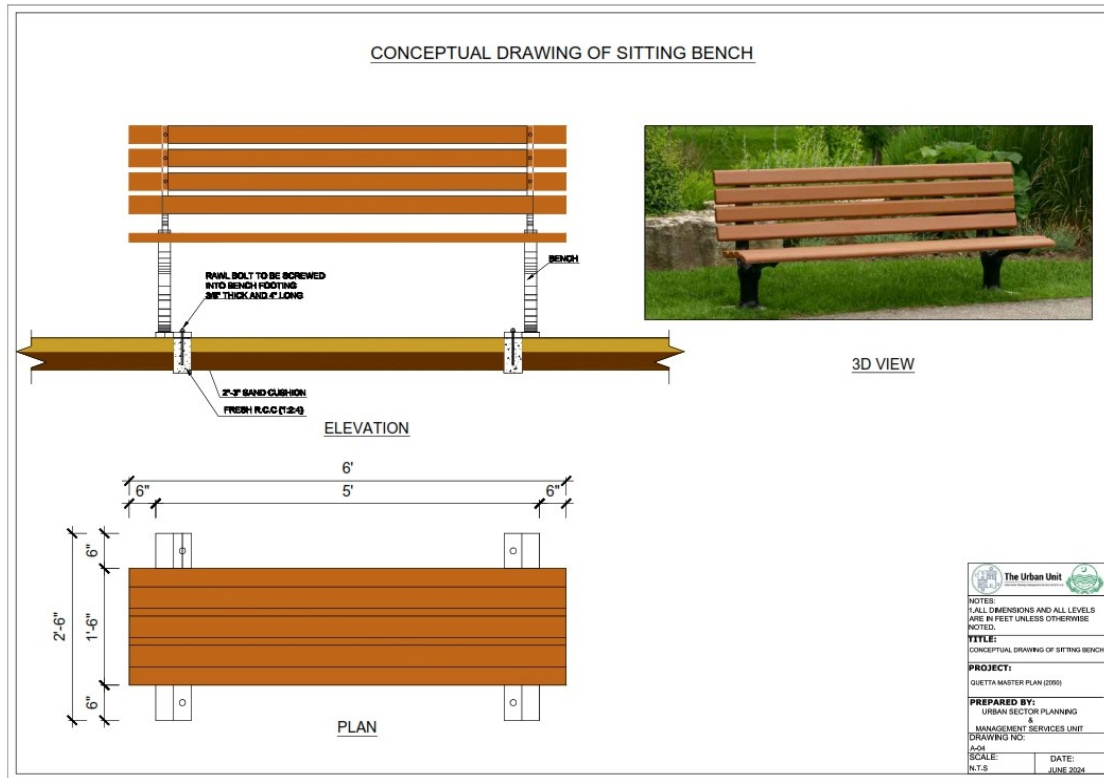 CONCEPTUAL DRAWING OF SITTING BENCH
RAWL BOLT TO BE SCREWED
INTO BENCH FOOTING
3/8" THICK AND 4" LONG
BENCH
2"-3" SAND CUSHION
FRESH R.C.C (1:2:4)
ELEVATION
3D VIEW
6'
6"
5'
6"
2'-6"
6"
1'-6"
6"
PLAN
The Urban Unit
NOTES:
1.ALL DIMENSIONS AND ALL LEVELS
ARE IN FEET UNLESS OTHERWISE
NOTED.
TITLE:
CONCEPTUAL DRAWING OF SITTING BENCH
PROJECT:
QUETTA MASTER PLAN (2050)
PREPARED BY:
URBAN SECTOR PLANNING
&
MANAGEMENT SERVICES UNIT
DRAWING NO:
A-04
SCALE:
N.T.S
DATE:
JUNE 2024